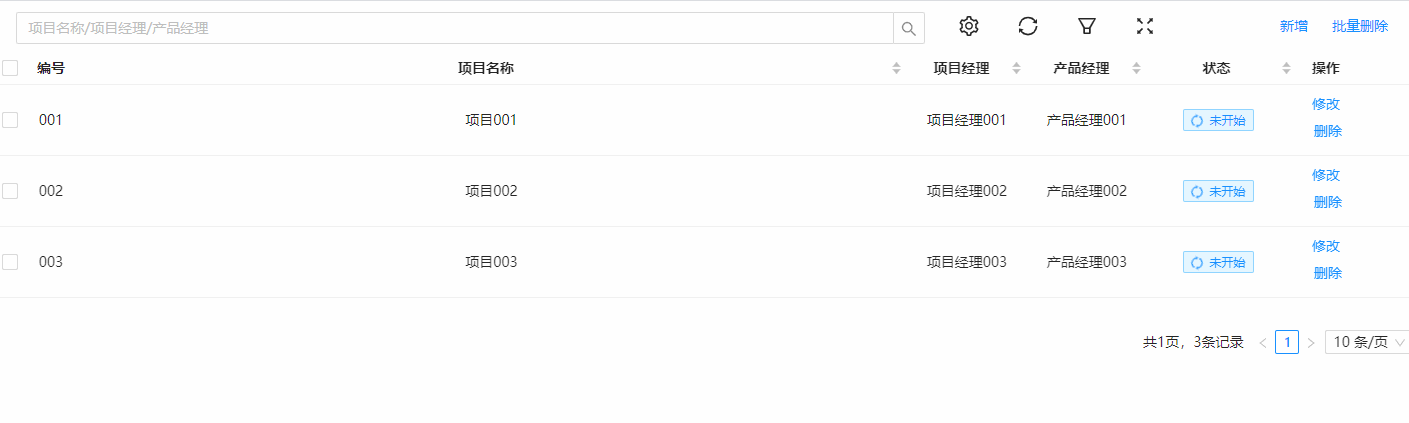 项目名称/项目经理/产品经理 新增 批量删除
编号 项目名称 项目经理 产品经理 状态 操作
001 项目001 项目经理001 产品经理001 未开始 修改
删除
002 项目002 项目经理002 产品经理002 未开始 修改
删除
003 项目003 项目经理003 产品经理003 未开始 修改
删除
共1页，3条记录 < 1 > 10 条/页